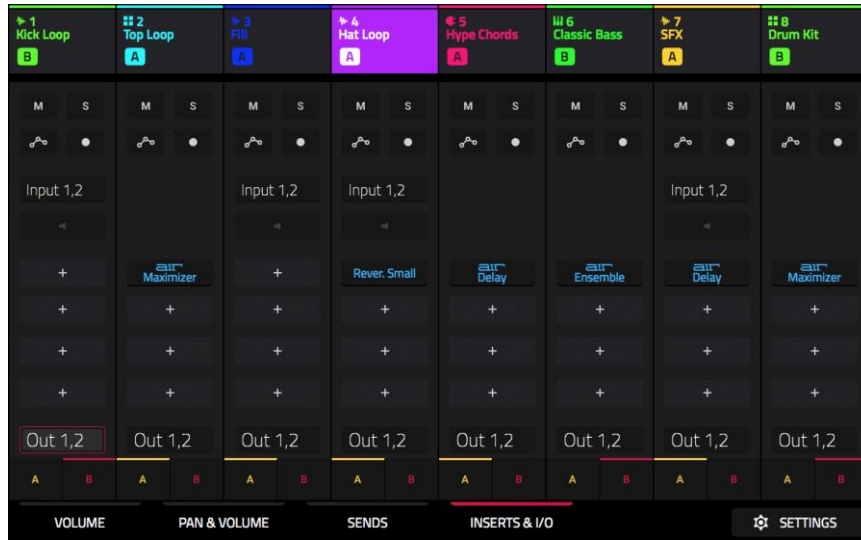 1 2 3 4 5 6 7 8
Kick Loop Top Loop Fill Hat Loop Hype Chords Classic Bass SFX Drum Kit
B A A A A B A B
M S M S M S M S M S M S M S M S
Input 1,2 Input 1,2 Input 1,2 Input 1,2
+ air + air air air air
Maximizer Rever. Small Delay Ensemble Delay Maximizer
+ + + + + + + +
+ + + + + + + +
+ + + + + + + +
Out 1,2 Out 1,2 Out 1,2 Out 1,2 Out 1,2 Out 1,2 Out 1,2 Out 1,2
A B A B A B A B A B A B A B A B
VOLUME PAN & VOLUME SENDS INSERTS & I/O SETTINGS